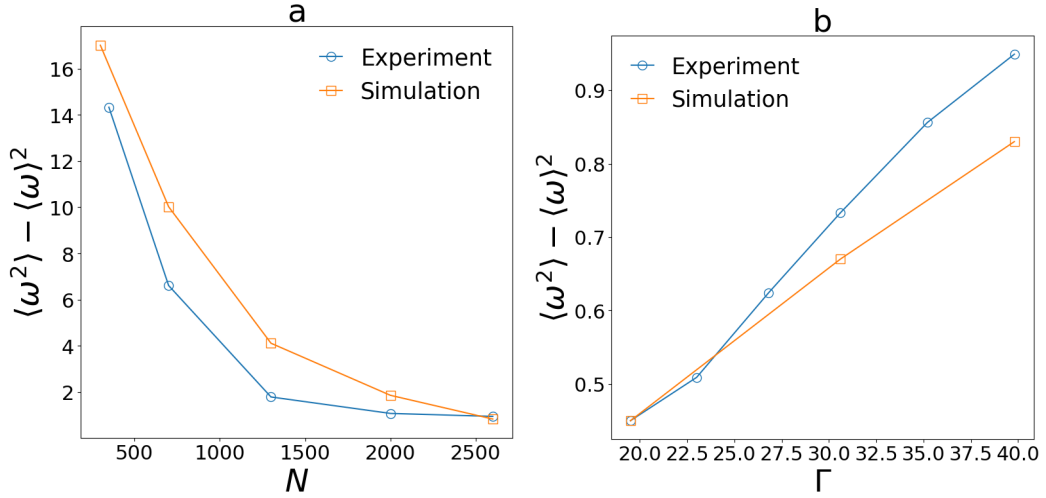 a
⟨ω²⟩ − ⟨ω⟩²
16
14
12
10
8
6
4
2
Experiment
Simulation
500 1000 1500 2000 2500
N
b
⟨ω²⟩ − ⟨ω⟩²
0.9
0.8
0.7
0.6
0.5
Experiment
Simulation
20.0 22.5 25.0 27.5 30.0 32.5 35.0 37.5 40.0
Γ